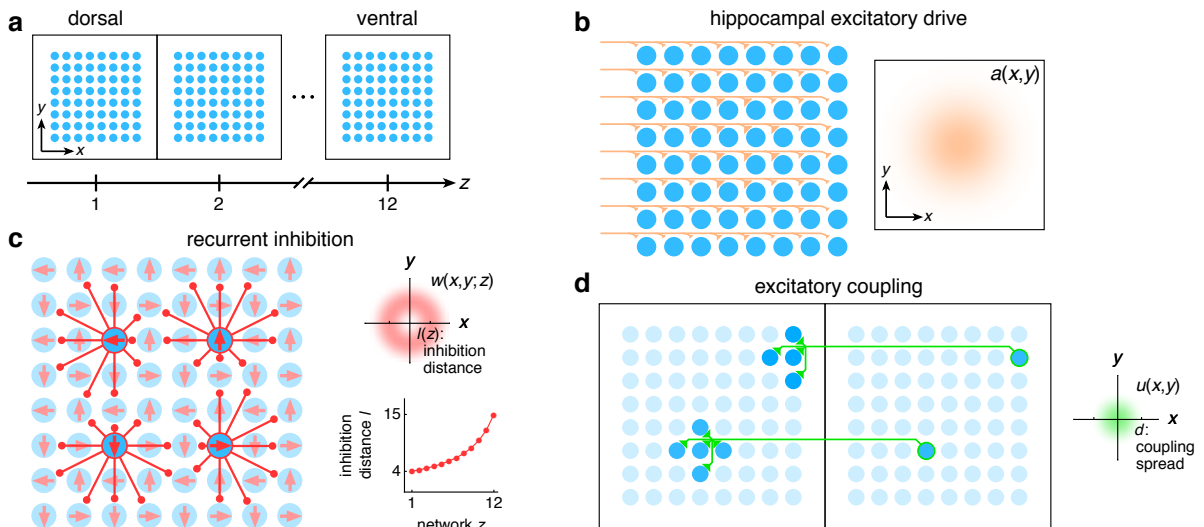 a
dorsal
ventral
y
x
...
z
1
2
12
b
hippocampal excitatory drive
a(x,y)
y
x
c
recurrent inhibition
y
w(x,y;z)
x
l(z):
inhibition
distance
15
inhibition
distance l
4
1
12
network z
d
excitatory coupling
y
u(x,y)
x
d:
coupling
spread